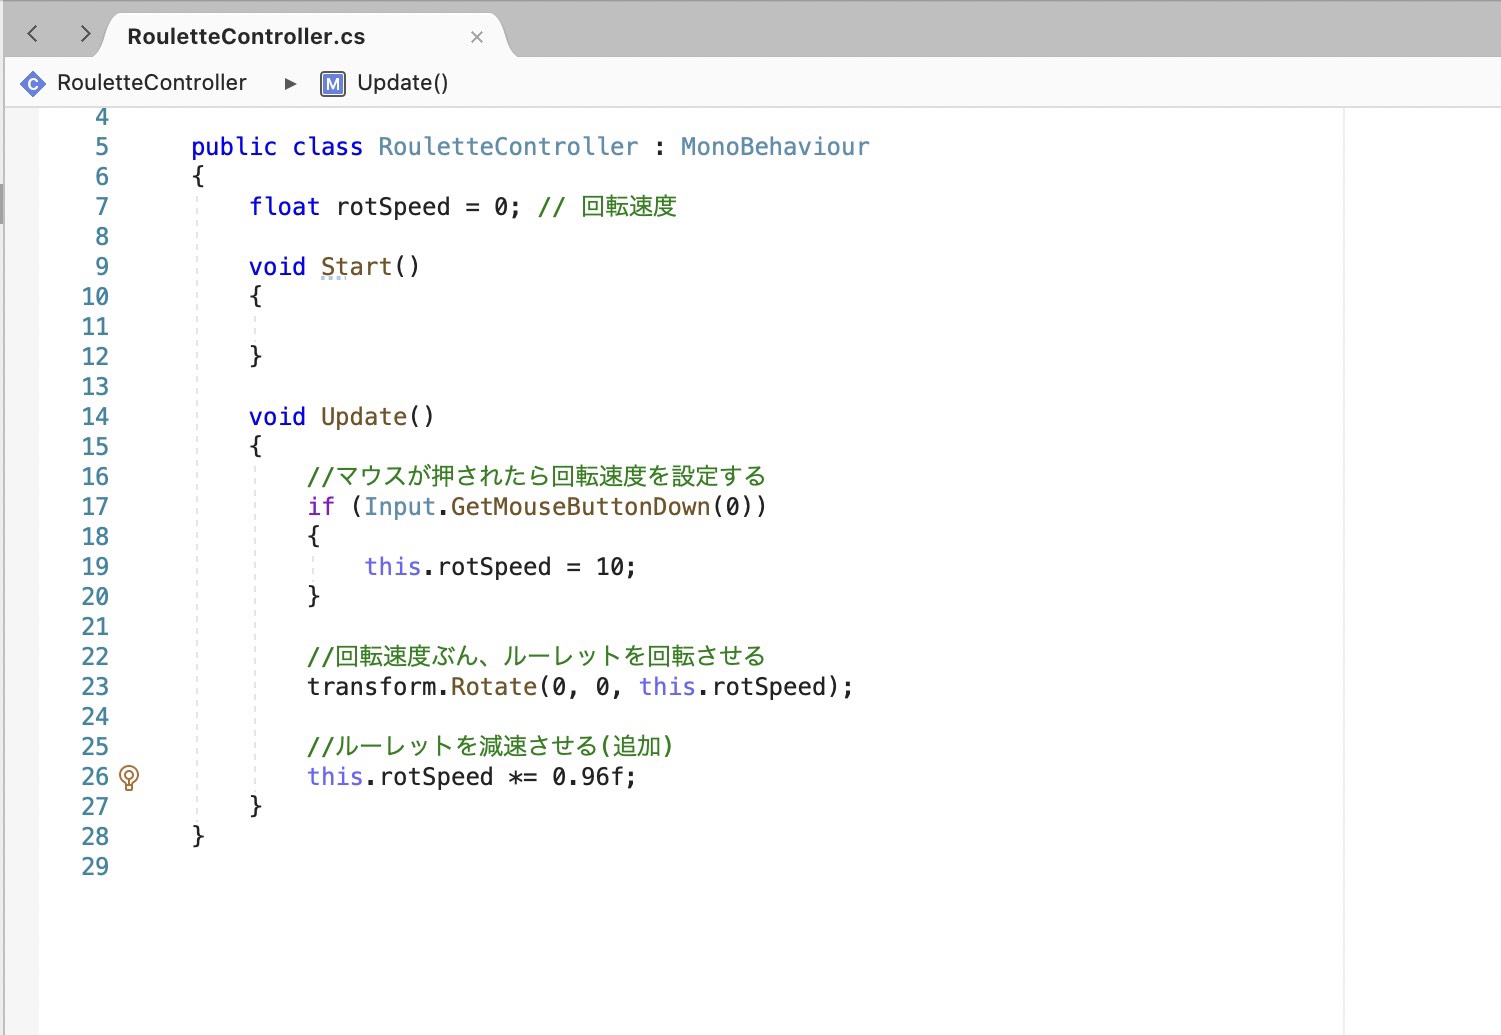 RouletteController.cs
RouletteController ▶ M Update()
4
5 public class RouletteController : MonoBehaviour
6 {
7     float rotSpeed = 0; // 回転速度
8
9     void Start()
10     {
11
12     }
13
14     void Update()
15     {
16         //マウスが押されたら回転速度を設定する
17         if (Input.GetMouseButtonDown(0))
18         {
19             this.rotSpeed = 10;
20         }
21
22         //回転速度ぶん、ルーレットを回転させる
23         transform.Rotate(0, 0, this.rotSpeed);
24
25         //ルーレットを減速させる(追加)
26         this.rotSpeed *= 0.96f;
27     }
28 }
29